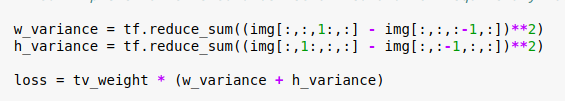 w_variance = tf.reduce_sum((img[:,:,1:,:] - img[:,:,:-1,:])**2)
h_variance = tf.reduce_sum((img[:,1:,:,:] - img[:,:-1,:,:])**2)
loss = tv_weight * (w_variance + h_variance)